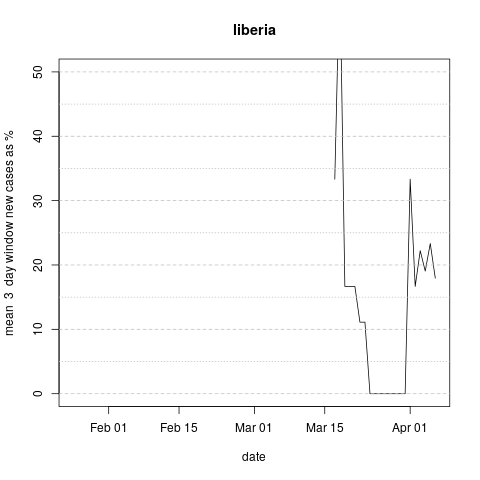 liberia
mean  3  day window new cases as %
50
40
30
20
10
0
Feb 01
Feb 15
Mar 01
Mar 15
Apr 01
date